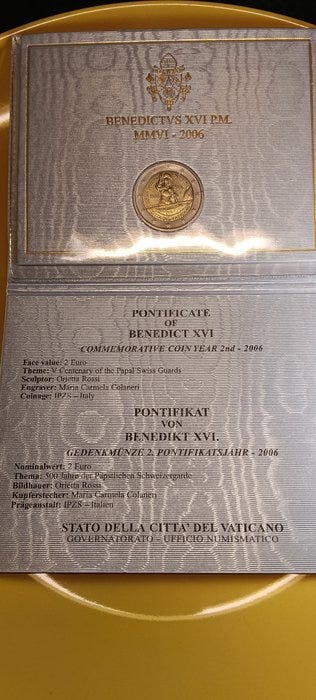 BENEDICTVS XVI P.M.
MMVI - 2006
PONTIFICATE
OF
BENEDICT XVI
COMMEMORATIVE COIN YEAR 2nd - 2006
Face value: 2 Euro
Theme: V Centenary of the Papal Swiss Guards
Sculptor: Orietta Rossi
Engraver: Maria Carmela Colaneri
Coinage: IPZS – Italy
PONTIFIKAT
VON
BENEDIKT XVI.
GEDENKMÜNZE 2. PONTIFIKATSJAHR - 2006
Nominalwert: 2 Euro
Thema: 500 Jahre der Päpstlichen Schweizergarde
Bildhauer: Orietta Rossi
Kupferstecher: Maria Carmela Colaneri
Prägeanstalt: IPZS – Italien
STATO DELLA CITTA' DEL VATICANO
GOVERNATORATO - UFFICIO NUMISMATICO